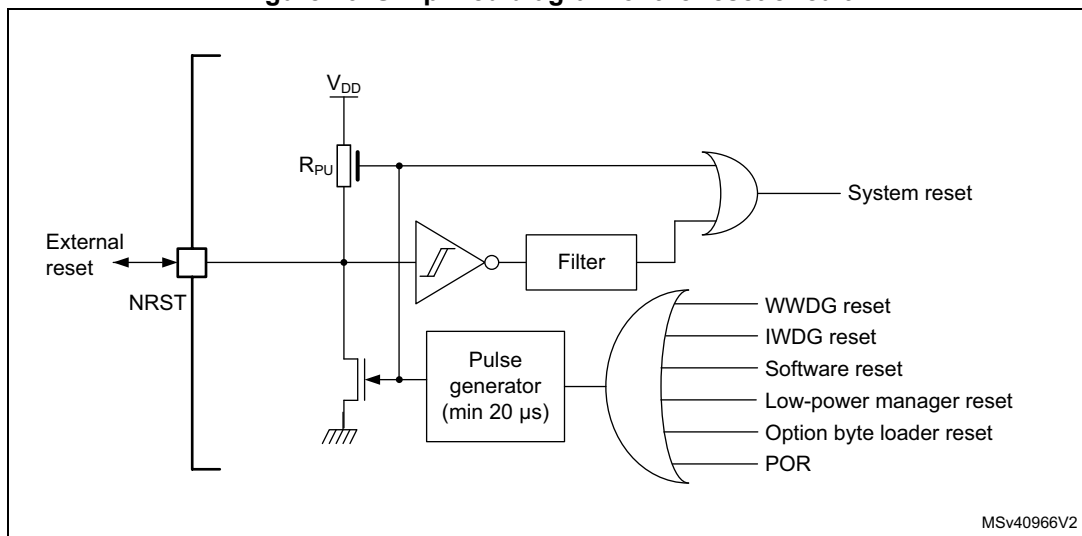 V_DD
R_PU
System reset
External
reset
NRST
Filter
Pulse
generator
(min 20 µs)
WWDG reset
IWDG reset
Software reset
Low-power manager reset
Option byte loader reset
POR
MSv40966V2